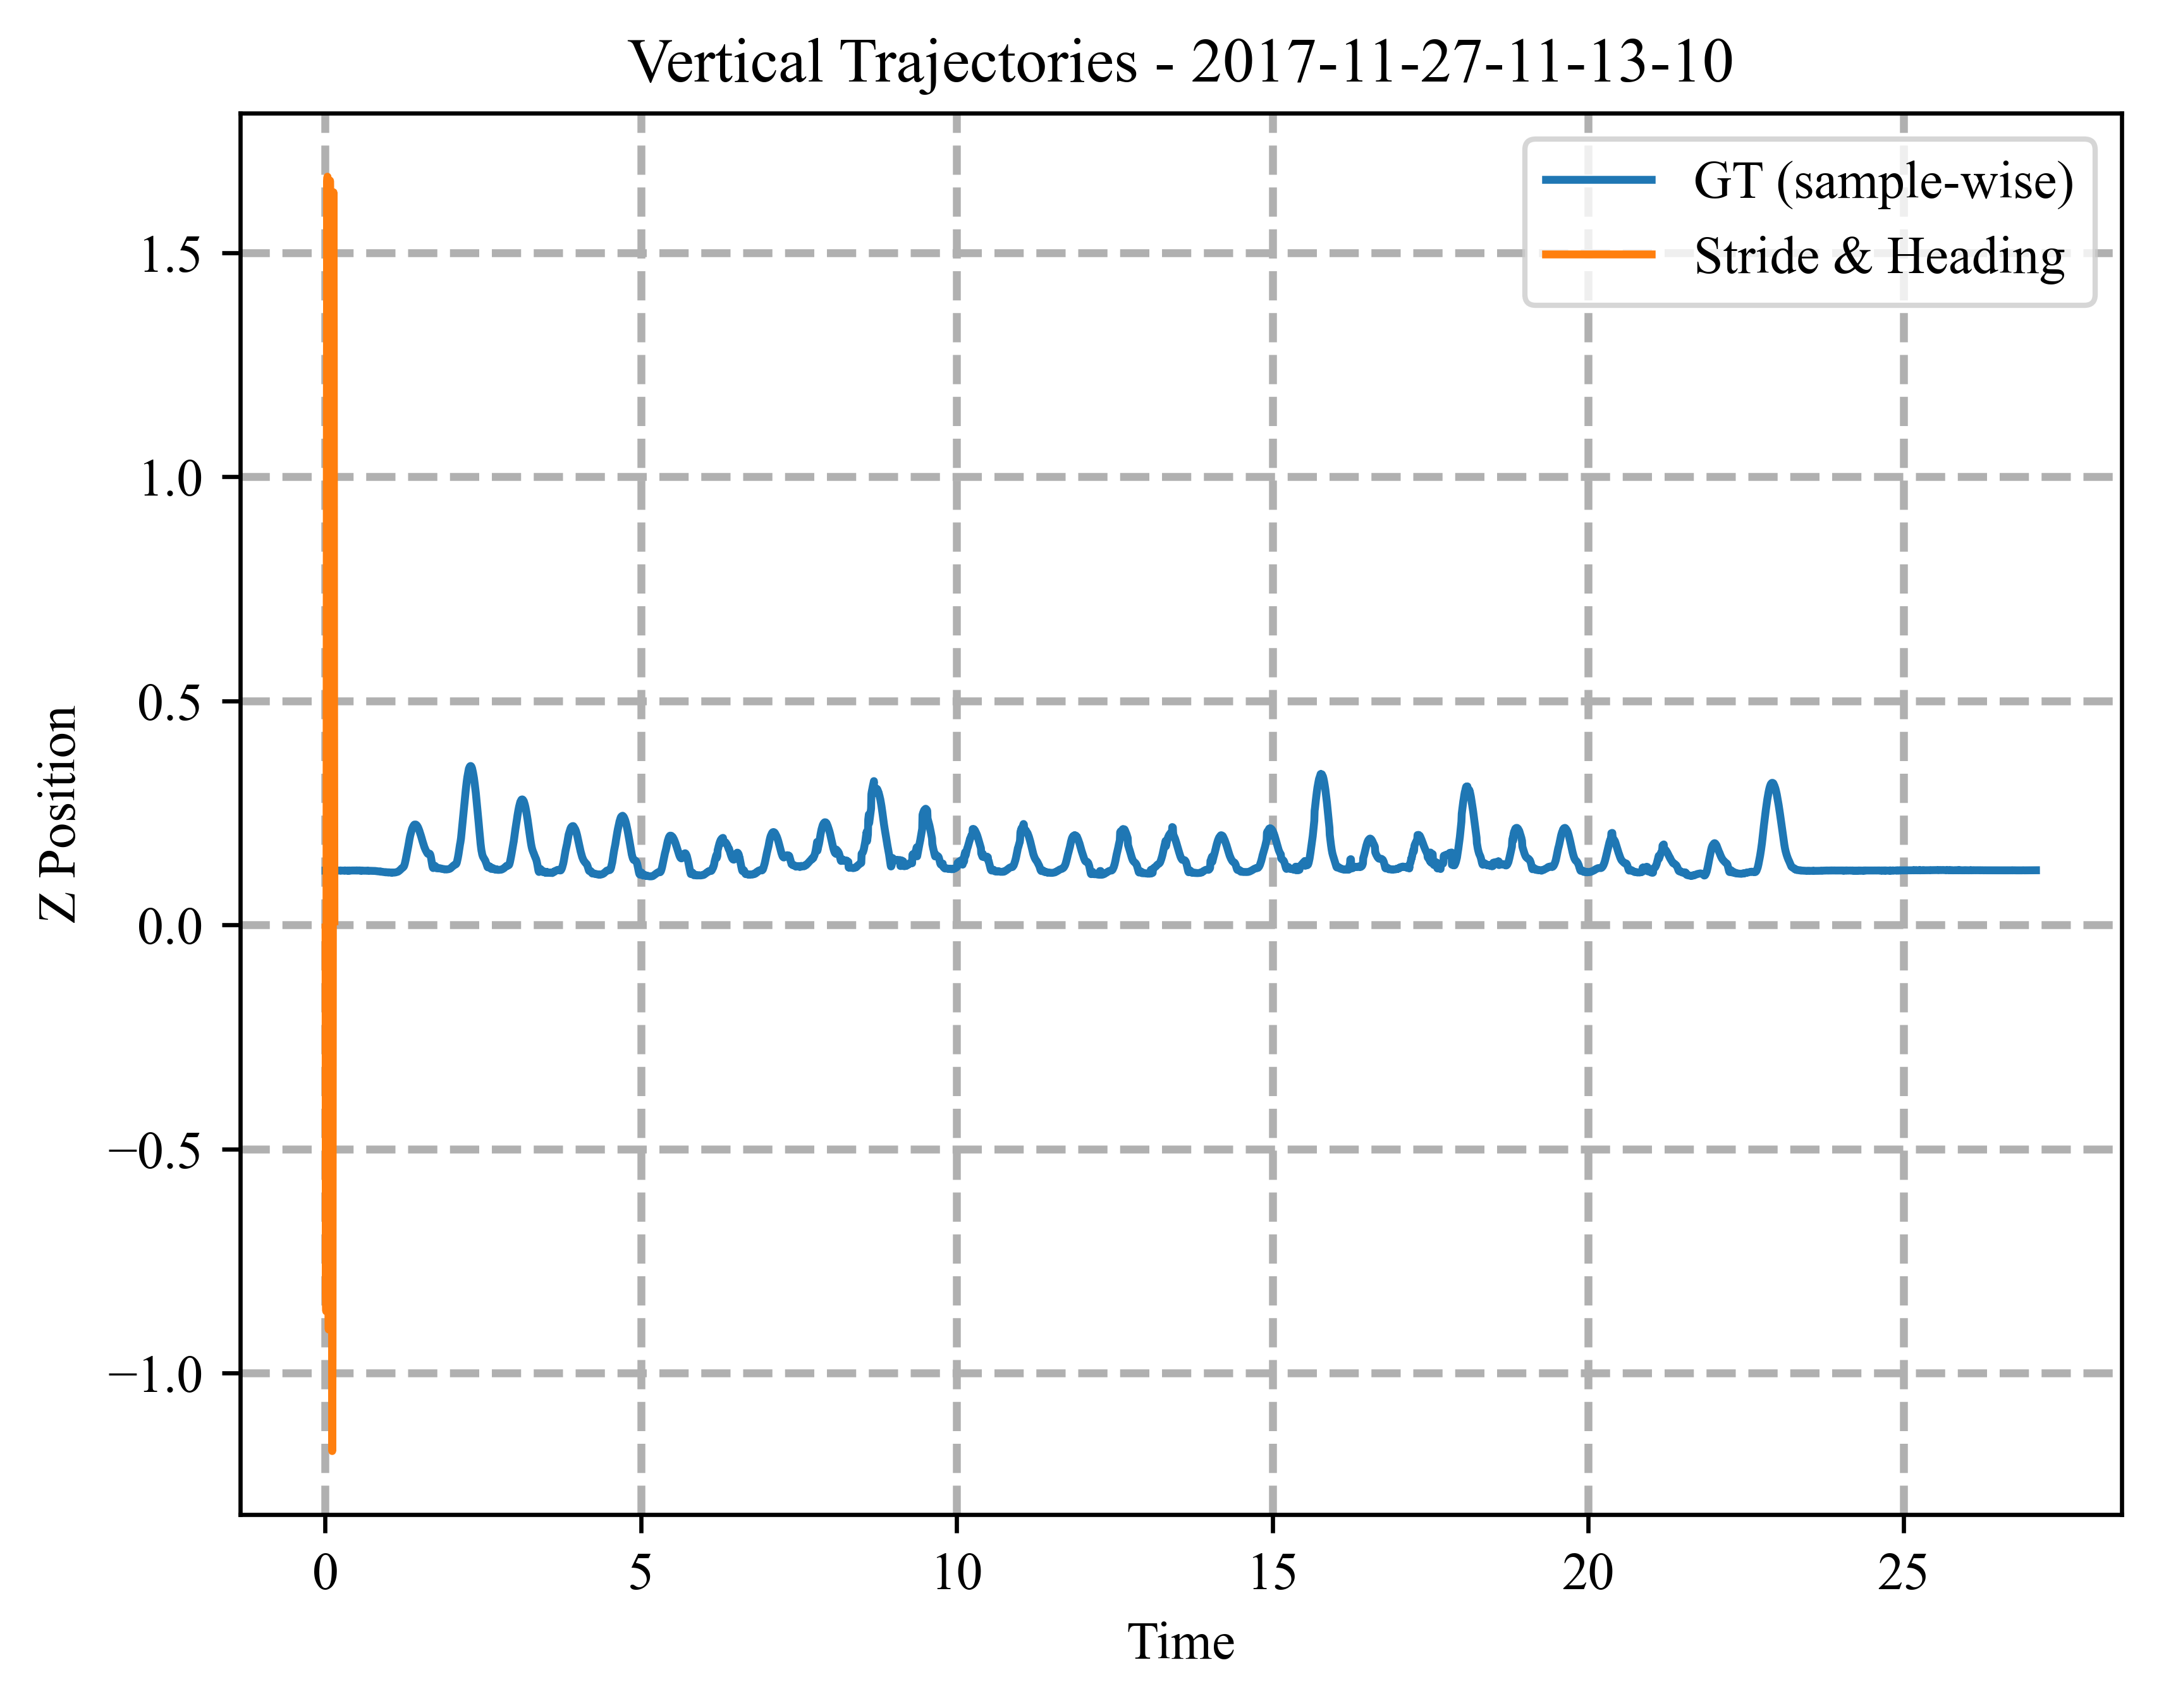 Vertical Trajectories - 2017-11-27-11-13-10
GT (sample-wise)
Stride & Heading
1.5
1.0
0.5
0.0
−0.5
−1.0
Z Position
0 5 10 15 20 25
Time